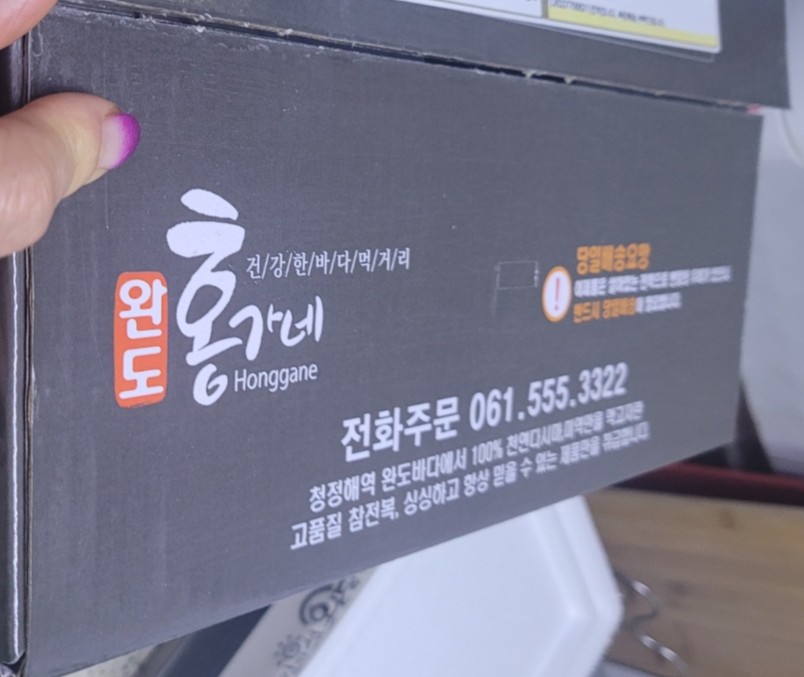 건/강/한/바/다/먹/거/리
완도
홍가네
Honggane
당일배송요망
반드시 당일배송
전화주문 061.555.3322
청정해역 완도바다에서 100% 천연다시마,미역만을 먹고자란
고품질 참전복, 싱싱하고 항상 믿을 수 있는 제품만을 취급합니다.